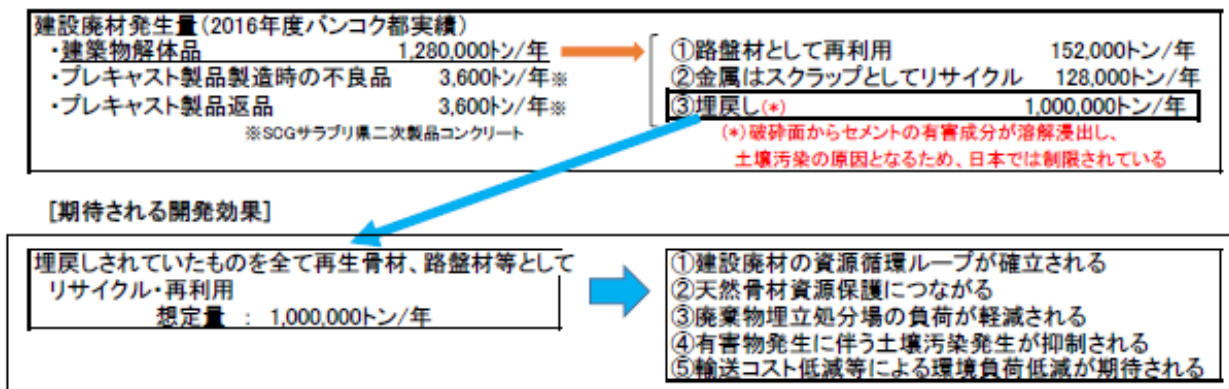 建設廃材発生量(2016年度バンコク都実績)
・建築物解体品 1,280,000トン/年
・プレキャスト製品製造時の不良品 3,600トン/年※
・プレキャスト製品返品 3,600トン/年※
※SCGサラブリ県二次製品コンクリート
①路盤材として再利用 152,000トン/年
②金属はスクラップとしてリサイクル 128,000トン/年
③埋戻し(*) 1,000,000トン/年
(*)破砕面からセメントの有害成分が溶解浸出し、
土壌汚染の原因となるため、日本では制限されている
[期待される開発効果]
埋戻しされていたものを全て再生骨材、路盤材等として
リサイクル・再利用
想定量 : 1,000,000トン/年
①建設廃材の資源循環ループが確立される
②天然骨材資源保護につながる
③廃棄物埋立処分場の負荷が軽減される
④有害物発生に伴う土壌汚染発生が抑制される
⑤輸送コスト低減等による環境負荷低減が期待される